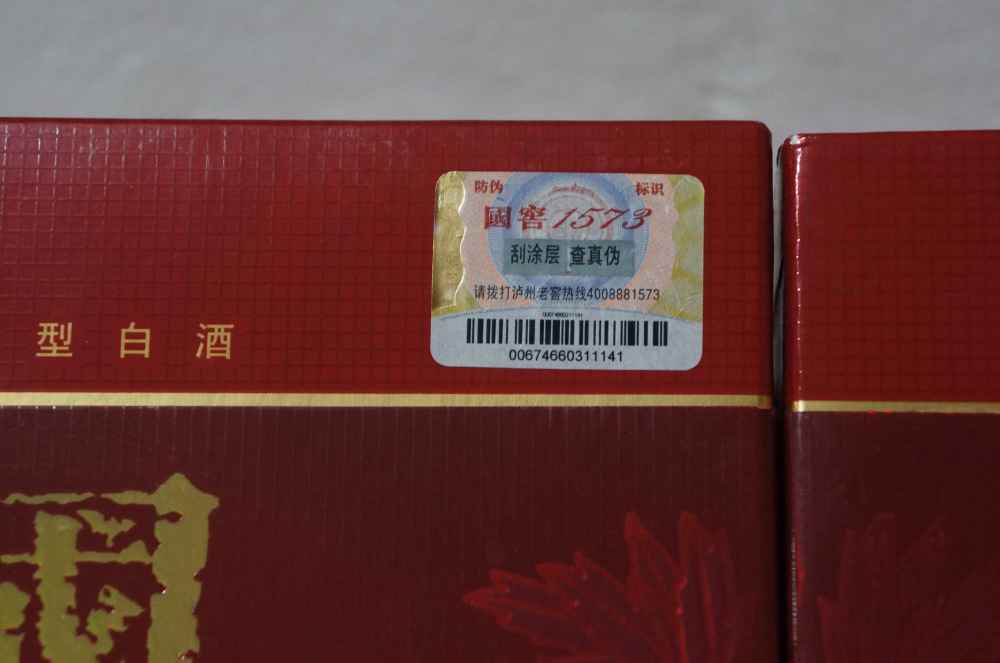 防伪 标识
國窖1573
刮涂层 查真伪
请拨打泸州老窖热线4008881573
00674660311141
00674660311141
型白酒